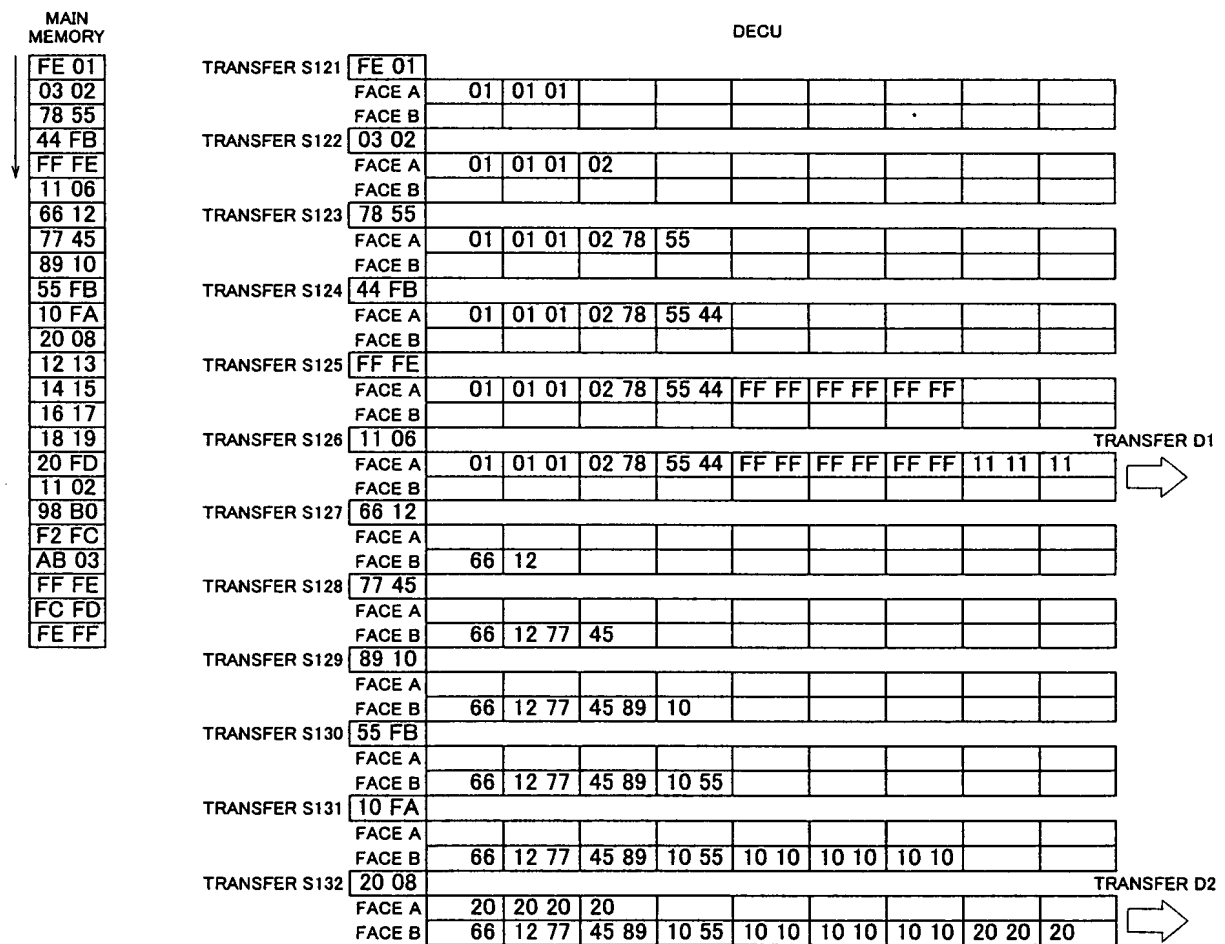 MAIN
MEMORY
FE 01
03 02
78 55
44 FB
FF FE
11 06
66 12
77 45
89 10
55 FB
10 FA
20 08
12 13
14 15
16 17
18 19
20 FD
11 02
98 B0
F2 FC
AB 03
FF FE
FC FD
FE FF
DECU
TRANSFER S121 FE 01
FACE A 01 01 01
FACE B
TRANSFER S122 03 02
FACE A 01 01 01 02
FACE B
TRANSFER S123 78 55
FACE A 01 01 01 02 78 55
FACE B
TRANSFER S124 44 FB
FACE A 01 01 01 02 78 55 44
FACE B
TRANSFER S125 FF FE
FACE A 01 01 01 02 78 55 44 FF FF FF FF FF FF
FACE B
TRANSFER S126 11 06 TRANSFER D1
FACE A 01 01 01 02 78 55 44 FF FF FF FF FF FF 11 11 11
FACE B
TRANSFER S127 66 12
FACE A
FACE B 66 12
TRANSFER S128 77 45
FACE A
FACE B 66 12 77 45
TRANSFER S129 89 10
FACE A
FACE B 66 12 77 45 89 10
TRANSFER S130 55 FB
FACE A
FACE B 66 12 77 45 89 10 55
TRANSFER S131 10 FA
FACE A
FACE B 66 12 77 45 89 10 55 10 10 10 10 10 10
TRANSFER S132 20 08 TRANSFER D2
FACE A 20 20 20 20
FACE B 66 12 77 45 89 10 55 10 10 10 10 10 10 20 20 20